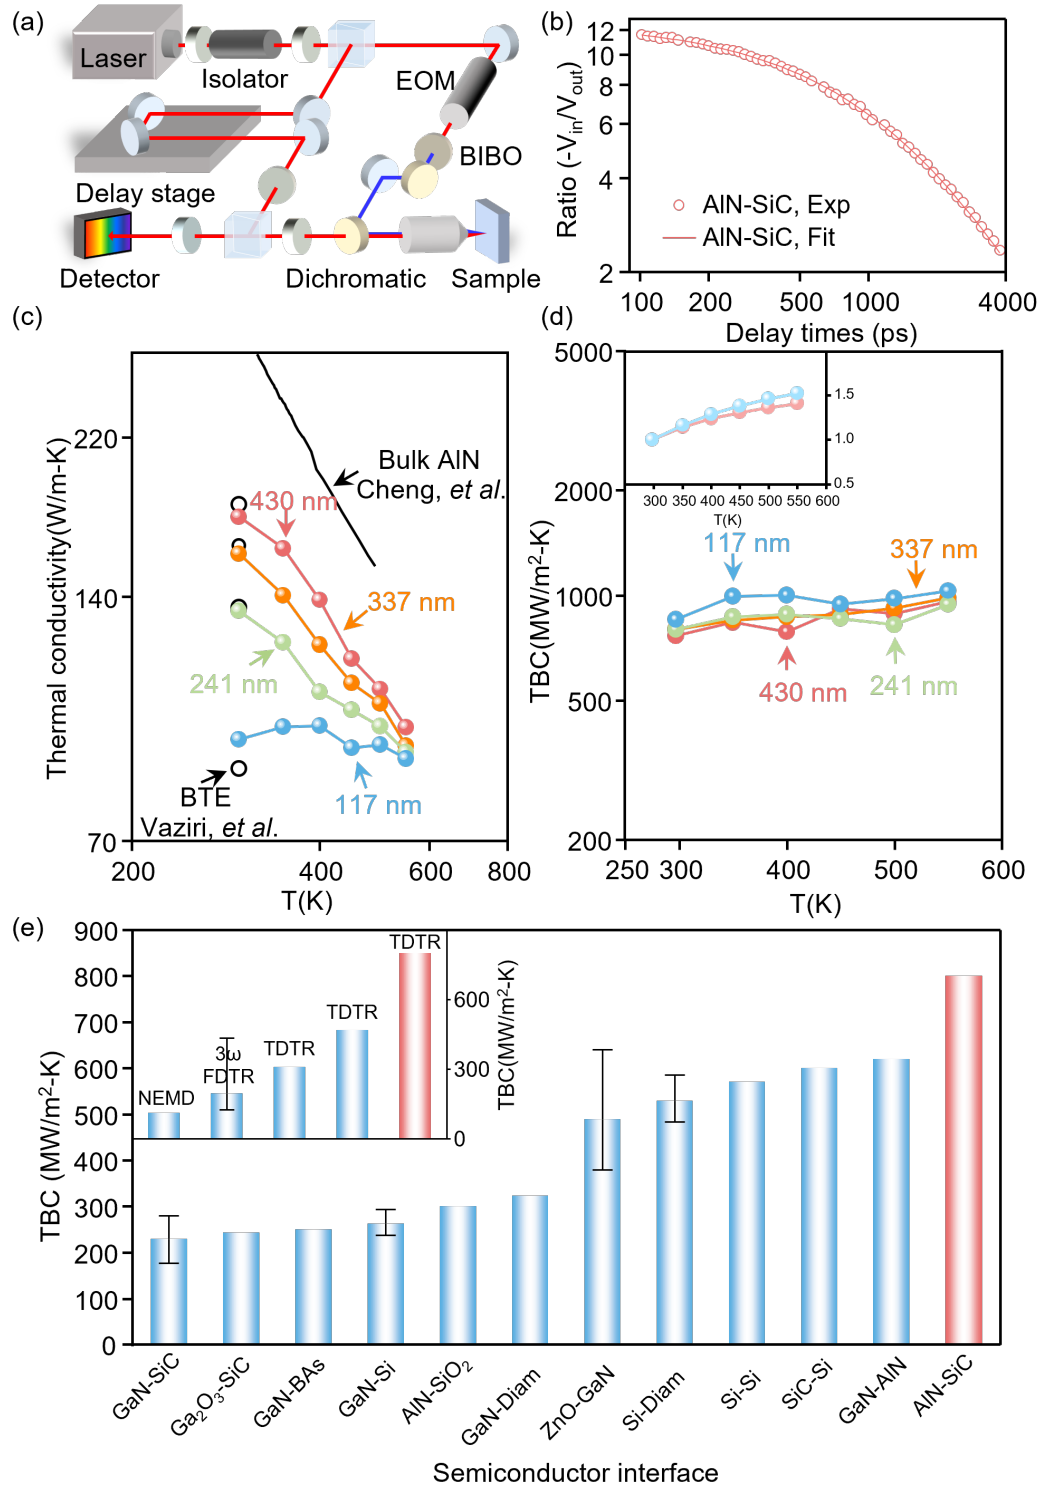 (a)
Laser
Isolator
EOM
BIBO
Delay stage
Detector
Dichromatic
Sample
(b)
Ratio (-V_in/V_out)
12
10
8
6
4
2
AlN-SiC, Exp
AlN-SiC, Fit
100 200 500 1000 4000
Delay times (ps)
(c)
Thermal conductivity(W/m-K)
220
140
70
Bulk AlN
Cheng, et al.
430 nm
337 nm
241 nm
117 nm
BTE
Vaziri, et al.
200 400 600 800
T(K)
(d)
TBC(MW/m²-K)
5000
2000
1000
500
200
1.5
1.0
0.5
300 350 400 450 500 550 600
T(K)
117 nm
337 nm
430 nm
241 nm
250 300 400 500 600
T(K)
(e)
TBC (MW/m²-K)
900
800
700
600
500
400
300
200
100
0
NEMD
3ω
FDTR
TDTR
TDTR
TDTR
600
300
0
TBC(MW/m²-K)
GaN-SiC
Ga₂O₃-SiC
GaN-BAs
GaN-Si
AlN-SiO₂
GaN-Diam
ZnO-GaN
Si-Diam
Si-Si
SiC-Si
GaN-AlN
AlN-SiC
Semiconductor interface